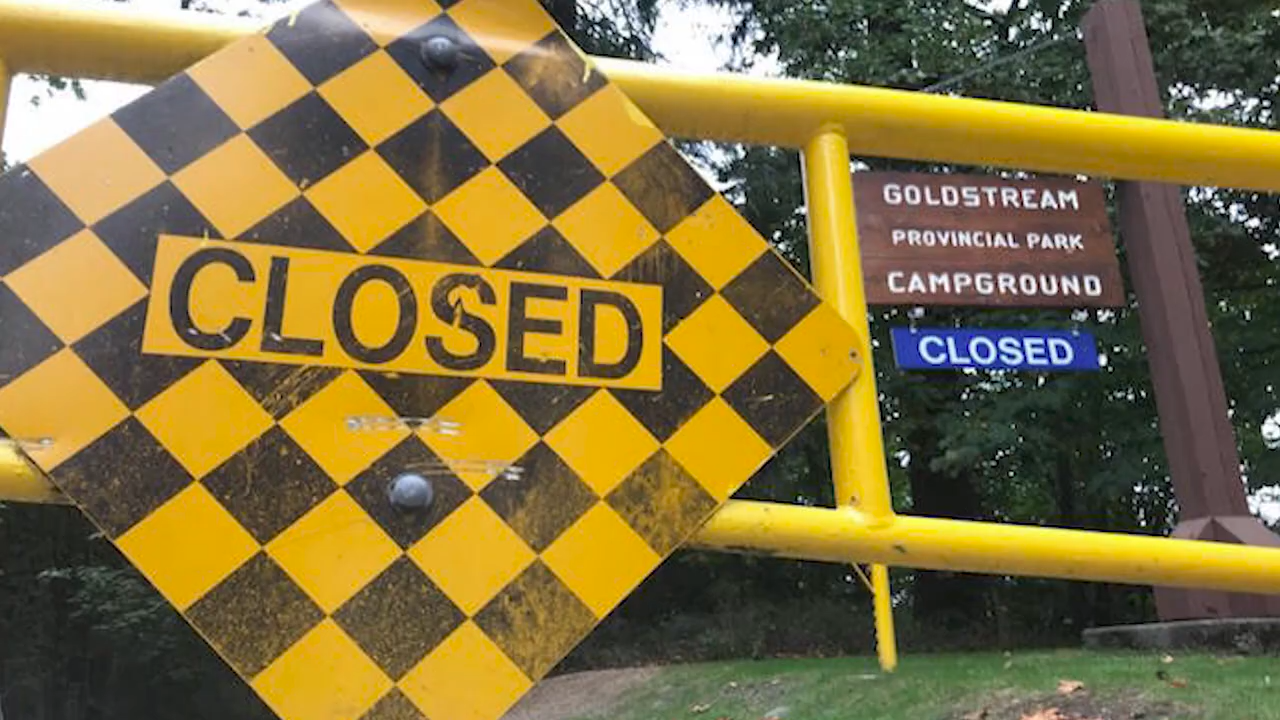 CLOSED
GOLDSTREAM
PROVINCIAL PARK
CAMPGROUND
CLOSED